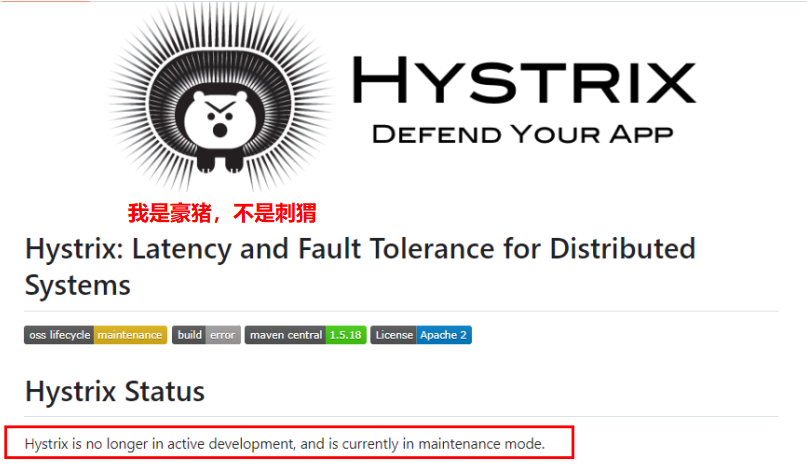 HYSTRIX
DEFEND YOUR APP
我是豪猪，不是刺猬
Hystrix: Latency and Fault Tolerance for Distributed
Systems
oss lifecycle maintenance build error maven central 1.5.18 License Apache 2
Hystrix Status
Hystrix is no longer in active development, and is currently in maintenance mode.